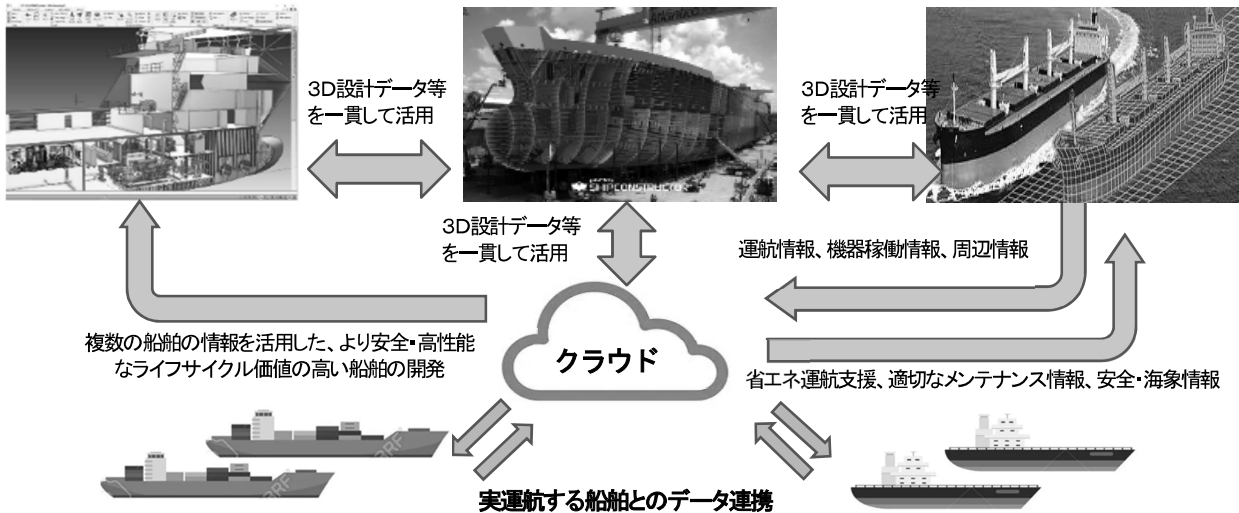 3D設計データ等
を一貫して活用
3D設計データ等
を一貫して活用
SHIPCONSTRUCTOR
3D設計データ等
を一貫して活用
運航情報、機器稼働情報、周辺情報
複数の船舶の情報を活用した、より安全・高性能
なライフサイクル価値の高い船舶の開発
クラウド
省エネ運航支援、適切なメンテナンス情報、安全・海象情報
実運航する船舶とのデータ連携